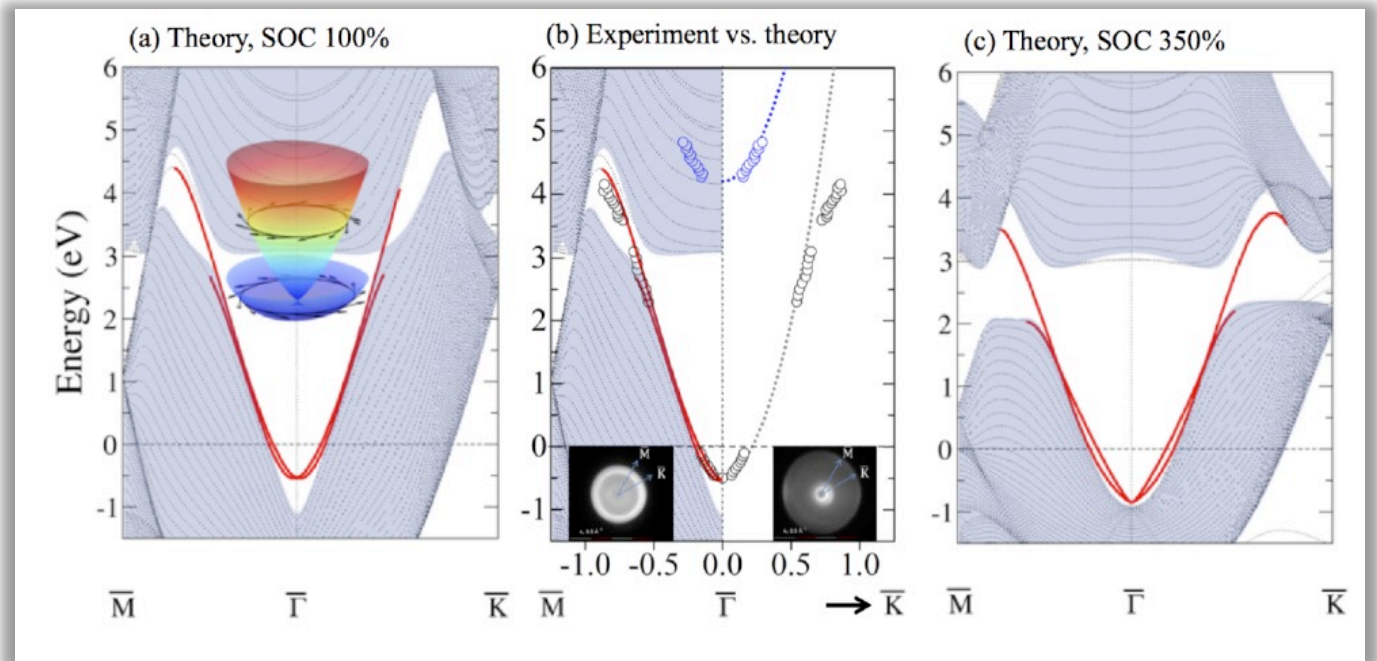 (a) Theory, SOC 100%
(b) Experiment vs. theory
(c) Theory, SOC 350%
Energy (eV)
6
5
4
3
2
1
0
-1
6
5
4
3
2
1
0
-1
6
5
4
3
2
1
0
-1
M̅
K̅
M̅
K̅
-1.0 -0.5 0.0 0.5 1.0
M̅ Γ̅ K̅
M̅ Γ̅ → K̅
M̅ Γ̅ K̅